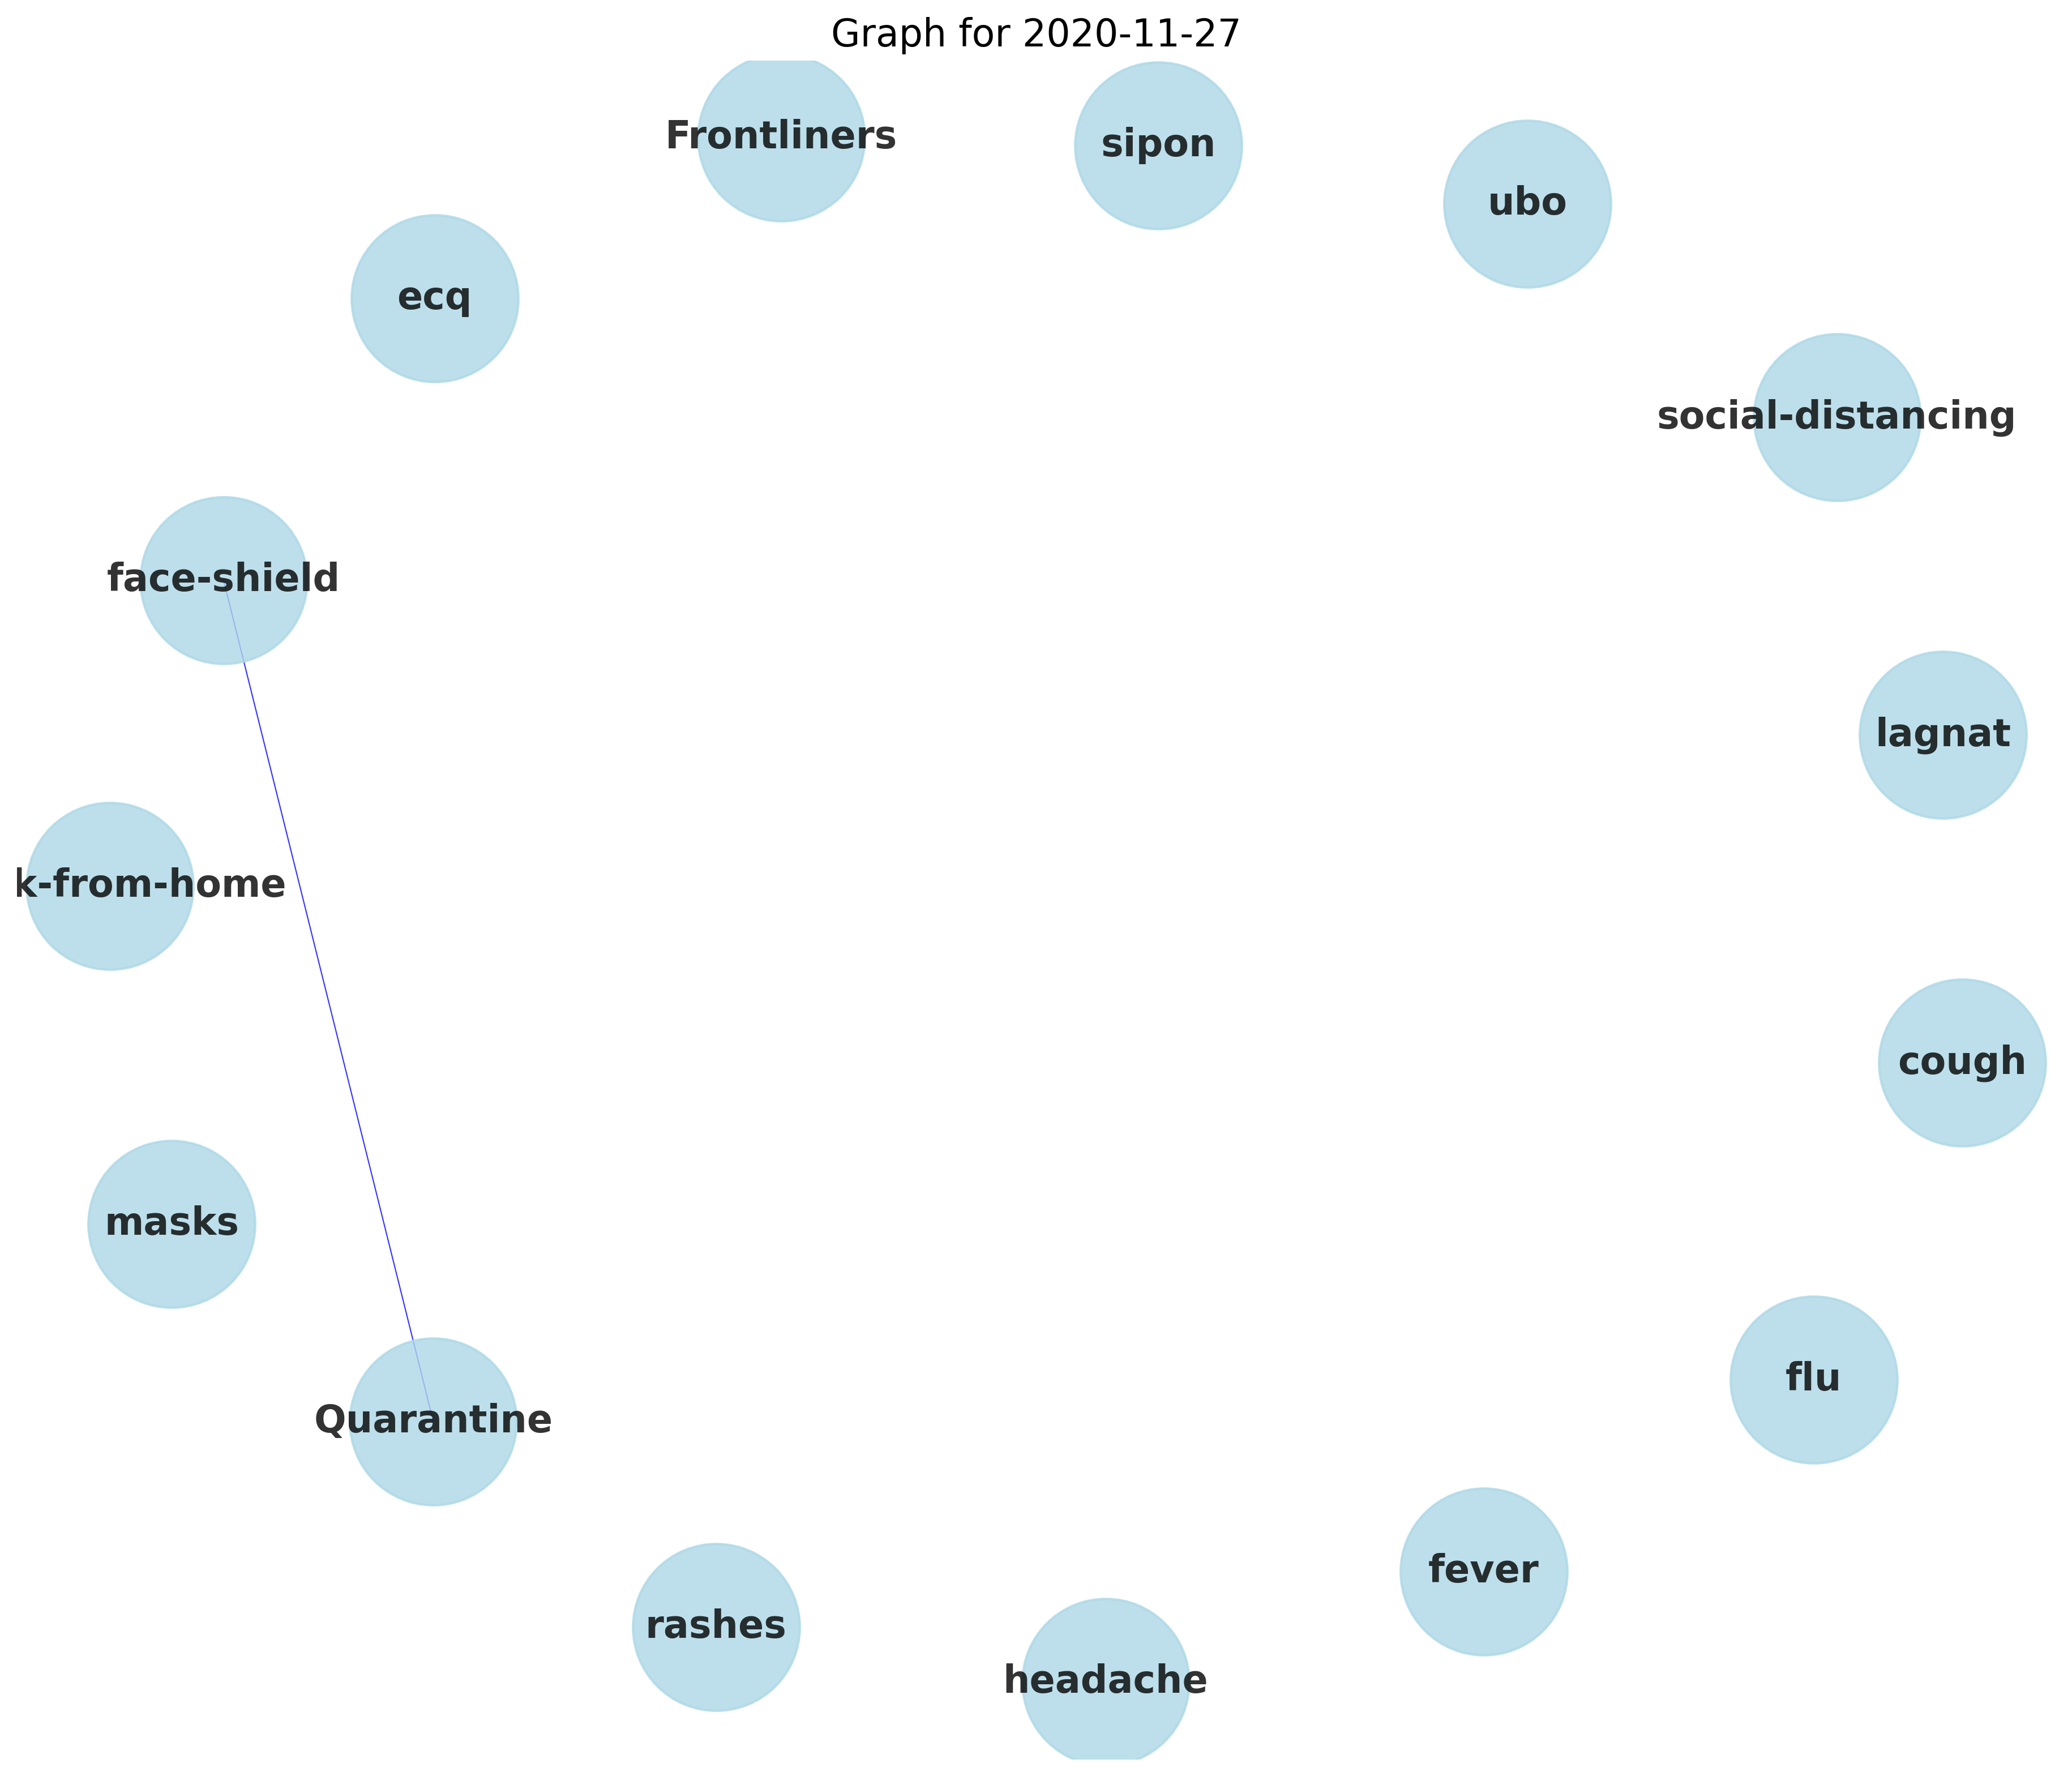 Graph for 2020-11-27
Frontliners
sipon
ubo
ecq
social-distancing
face-shield
lagnat
k-from-home
cough
masks
flu
Quarantine
fever
rashes
headache